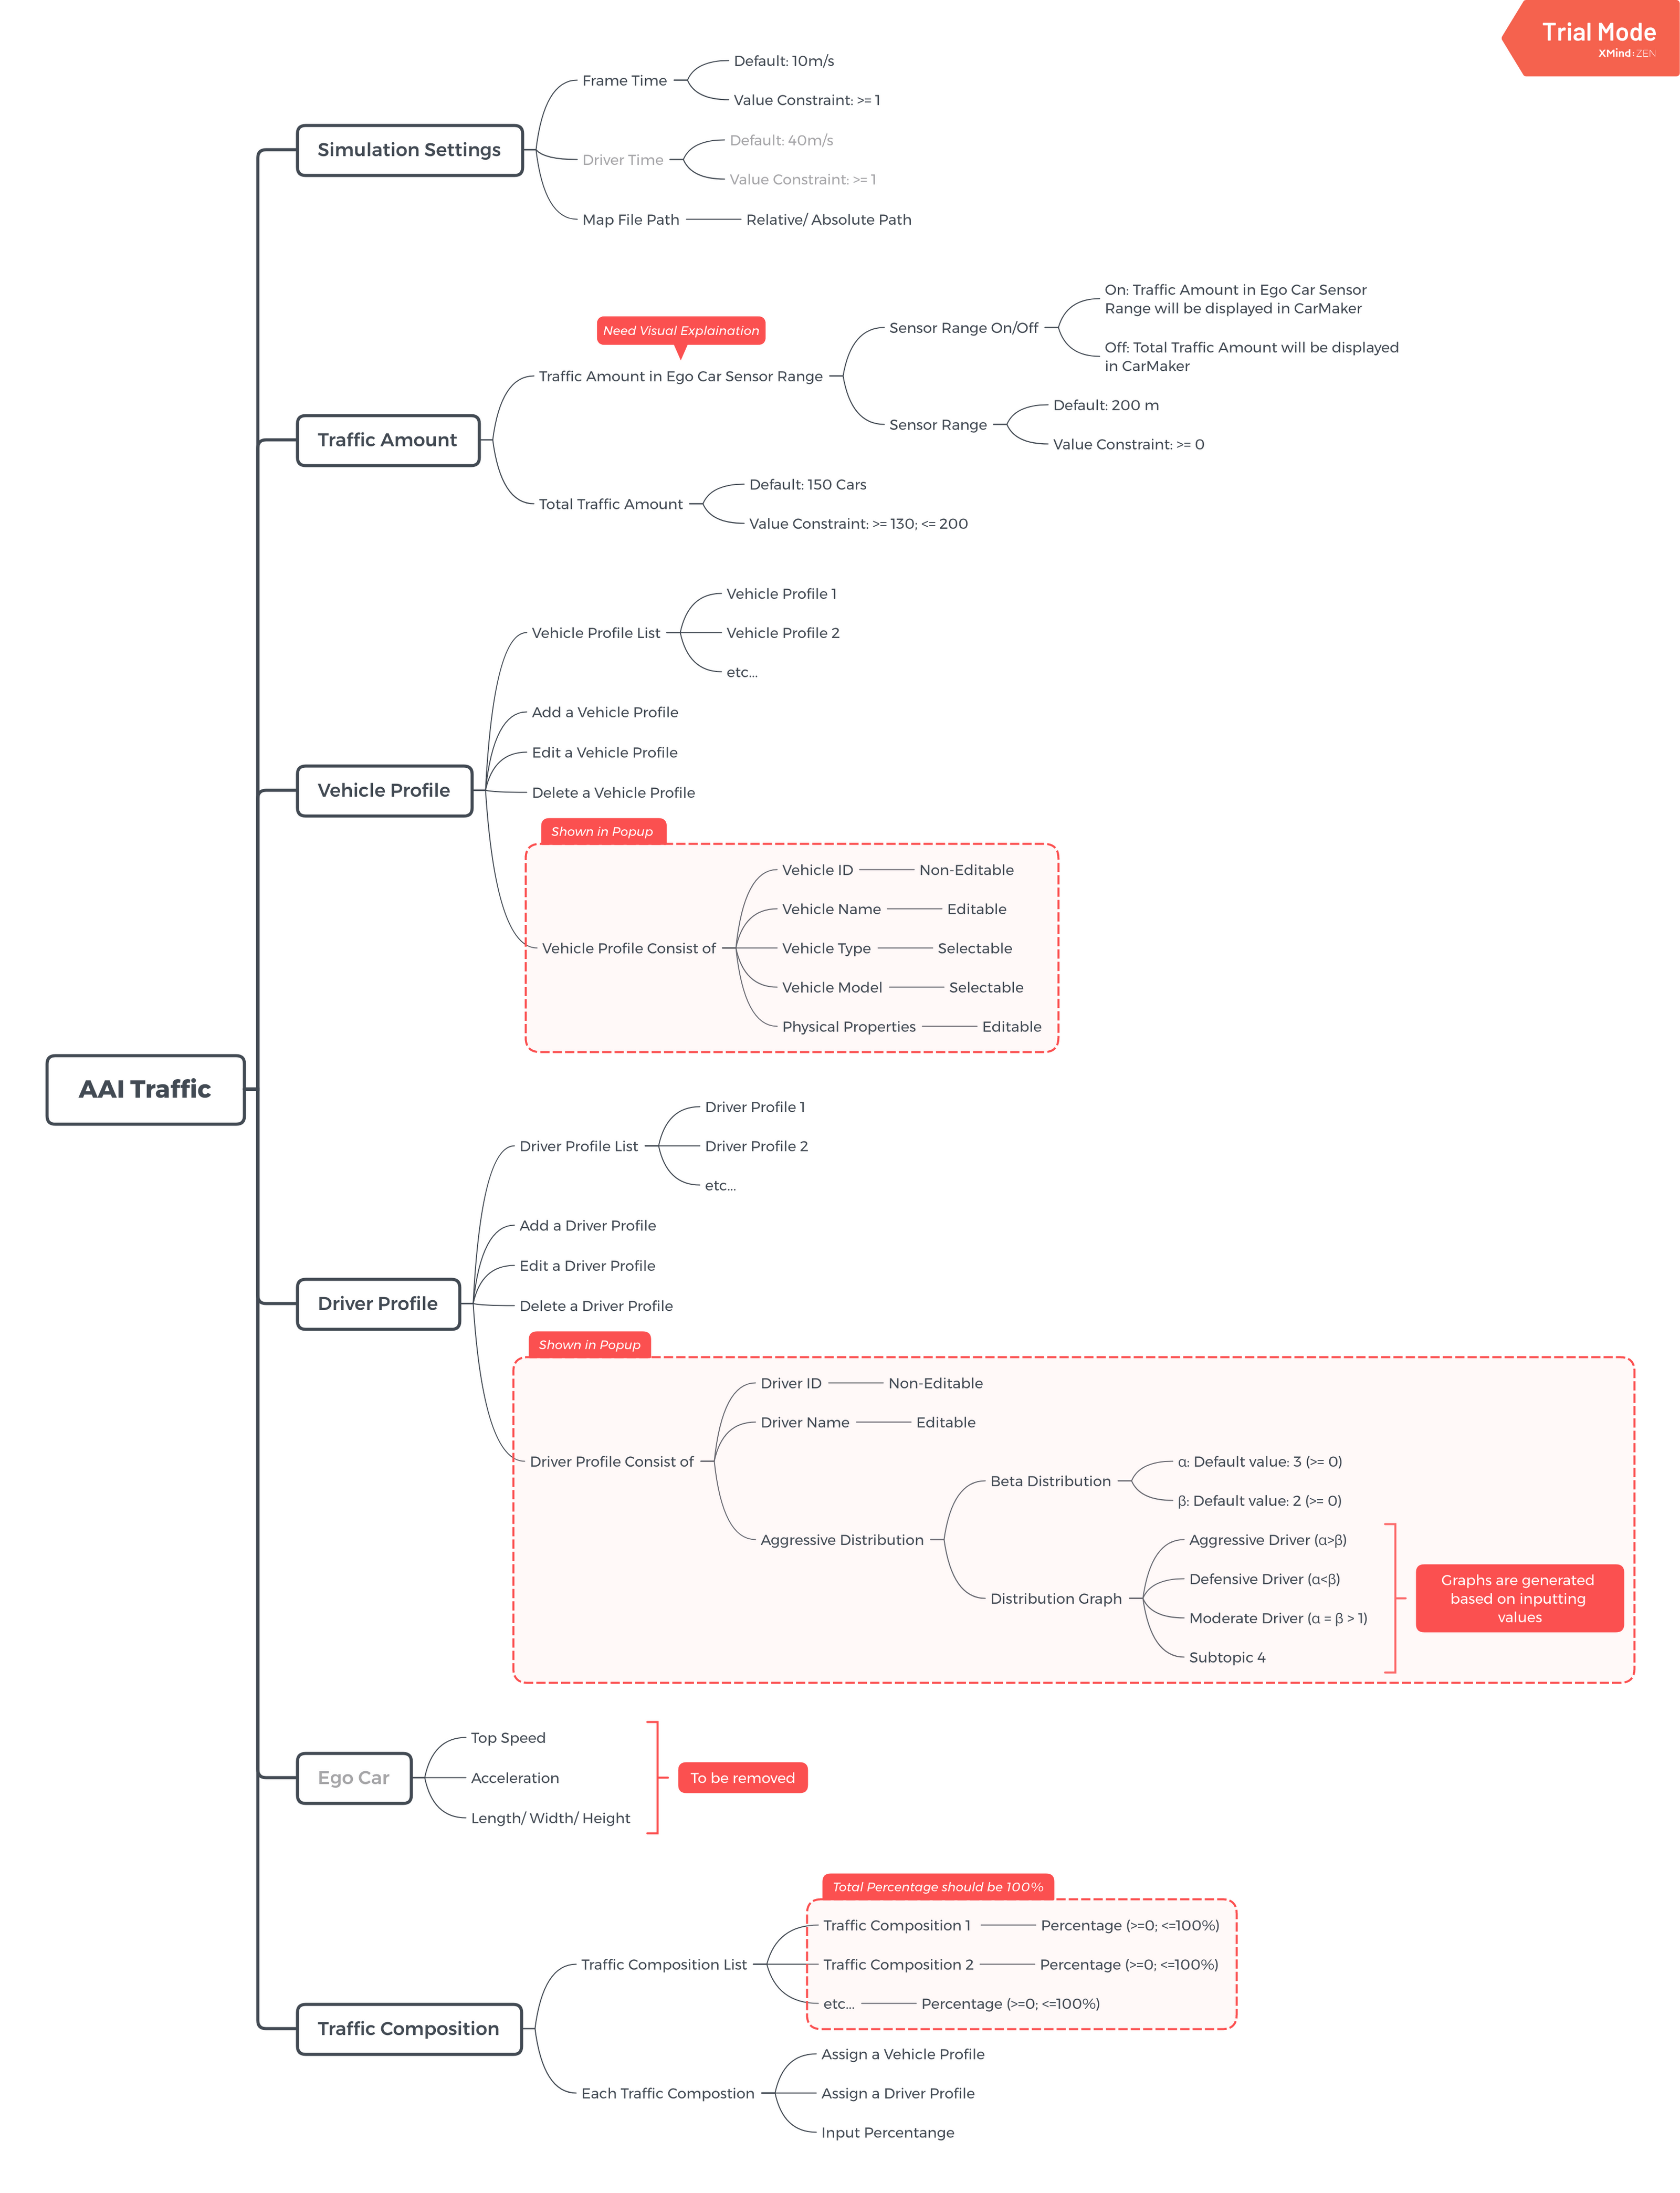 Trial Mode
XMind:ZEN
AAI Traffic
Simulation Settings
Frame Time
Default: 10m/s
Value Constraint: >= 1
Driver Time
Default: 40m/s
Value Constraint: >= 1
Map File Path
Relative/ Absolute Path
Traffic Amount
Need Visual Explaination
Traffic Amount in Ego Car Sensor Range
Sensor Range On/Off
On: Traffic Amount in Ego Car Sensor
Range will be displayed in CarMaker
Off: Total Traffic Amount will be displayed
in CarMaker
Sensor Range
Default: 200 m
Value Constraint: >= 0
Total Traffic Amount
Default: 150 Cars
Value Constraint: >= 130; <= 200
Vehicle Profile
Vehicle Profile List
Vehicle Profile 1
Vehicle Profile 2
etc...
Add a Vehicle Profile
Edit a Vehicle Profile
Delete a Vehicle Profile
Shown in Popup
Vehicle Profile Consist of
Vehicle ID
Non-Editable
Vehicle Name
Editable
Vehicle Type
Selectable
Vehicle Model
Selectable
Physical Properties
Editable
Driver Profile
Driver Profile List
Driver Profile 1
Driver Profile 2
etc...
Add a Driver Profile
Edit a Driver Profile
Delete a Driver Profile
Shown in Popup
Driver Profile Consist of
Driver ID
Non-Editable
Driver Name
Editable
Aggressive Distribution
Beta Distribution
α: Default value: 3 (>= 0)
β: Default value: 2 (>= 0)
Distribution Graph
Aggressive Driver (α>β)
Defensive Driver (α<β)
Moderate Driver (α = β > 1)
Subtopic 4
Graphs are generated
based on inputting
values
Ego Car
Top Speed
Acceleration
Length/ Width/ Height
To be removed
Traffic Composition
Traffic Composition List
Total Percentage should be 100%
Traffic Composition 1
Percentage (>=0; <=100%)
Traffic Composition 2
Percentage (>=0; <=100%)
etc...
Percentage (>=0; <=100%)
Each Traffic Compostion
Assign a Vehicle Profile
Assign a Driver Profile
Input Percentange